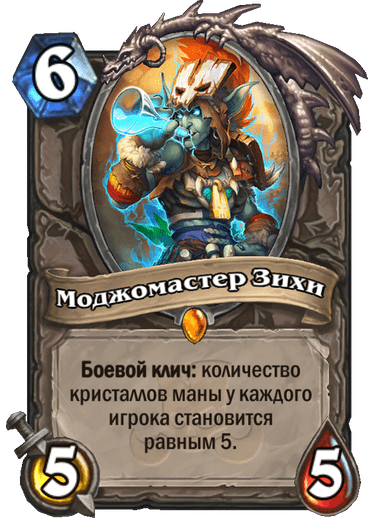 6
Моджомастер Зихи
Боевой клич: количество
кристаллов маны у каждого
игрока становится
равным 5.
5
5